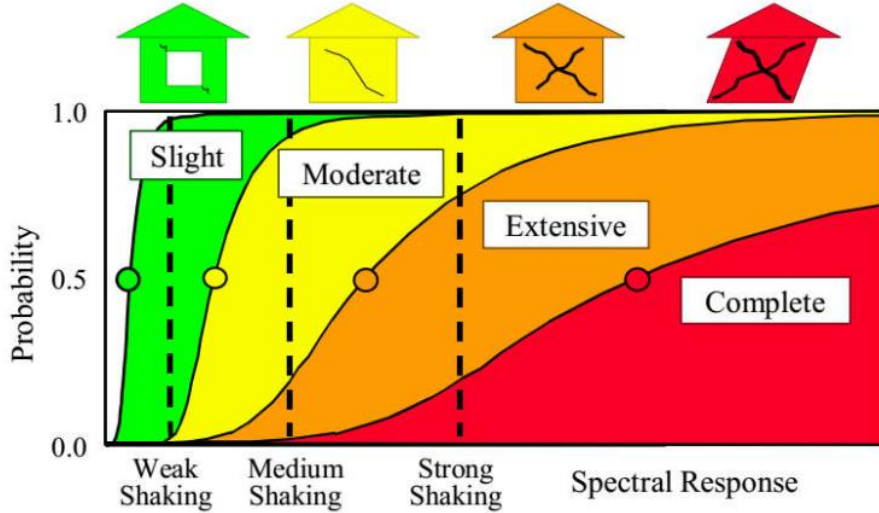 1.0
Slight
Moderate
Extensive
Probability
0.5
Complete
0.0
Weak
Shaking
Medium
Shaking
Strong
Shaking
Spectral Response